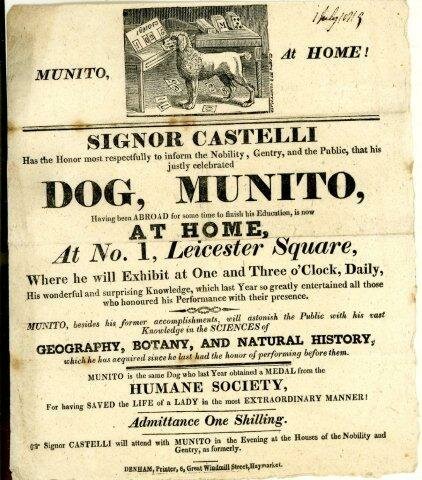 1 July 1818
MUNITO,
At HOME!
SIGNOR CASTELLI
Has the Honor most respectfully to inform the Nobility, Gentry, and the Public, that his
justly celebrated
DOG, MUNITO,
Having been ABROAD for some time to finish his Education, is now
AT HOME,
At No. 1, Leicester Square,
Where he will Exhibit at One and Three o'Clock, Daily,
His wonderful and surprising Knowledge, which last Year so greatly entertained all those
who honoured his Performance with their presence.
MUNITO, besides his former accomplishments, will astonish the Public with his vast
Knowledge in the SCIENCES of
GEOGRAPHY, BOTANY, AND NATURAL HISTORY,
which he has acquired since he last had the honor of performing before them.
MUNITO is the same Dog who last Year obtained a MEDAL from the
HUMANE SOCIETY,
For having SAVED the LIFE of a LADY in the most EXTRAORDINARY MANNER!
Admittance One Shilling.
☞ Signor CASTELLI will attend with MUNITO in the Evening at the Houses of the Nobility and
Gentry, as formerly.
DENHAM, Printer, 6, Great Windmill Street, Haymarket.